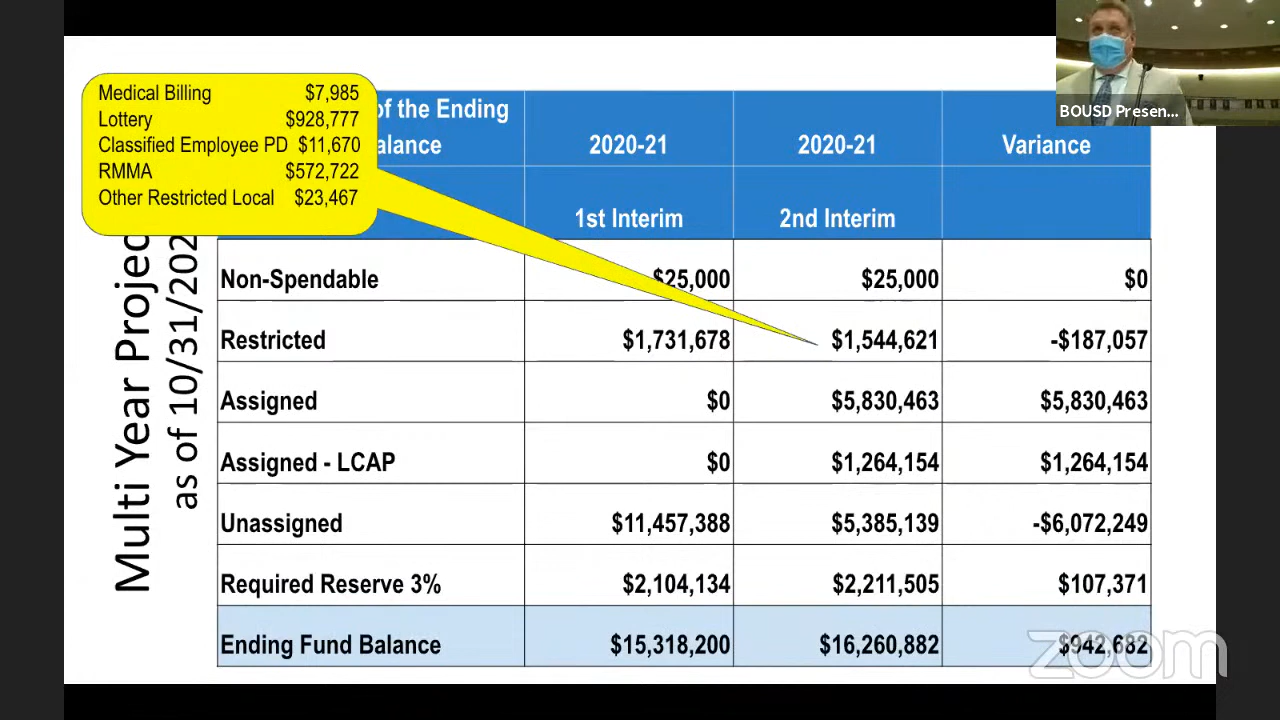 Medical Billing $7,985
Lottery $928,777
Classified Employee PD $11,670
RMMA $572,722
Other Restricted Local $23,467
BOUSD Presen...
Multi Year Projec
as of 10/31/202
of the Ending
alance 2020-21 2020-21 Variance
1st Interim 2nd Interim
Non-Spendable $25,000 $25,000 $0
Restricted $1,731,678 $1,544,621 -$187,057
Assigned $0 $5,830,463 $5,830,463
Assigned - LCAP $0 $1,264,154 $1,264,154
Unassigned $11,457,388 $5,385,139 -$6,072,249
Required Reserve 3% $2,104,134 $2,211,505 $107,371
Ending Fund Balance $15,318,200 $16,260,882 $942,682
zoom